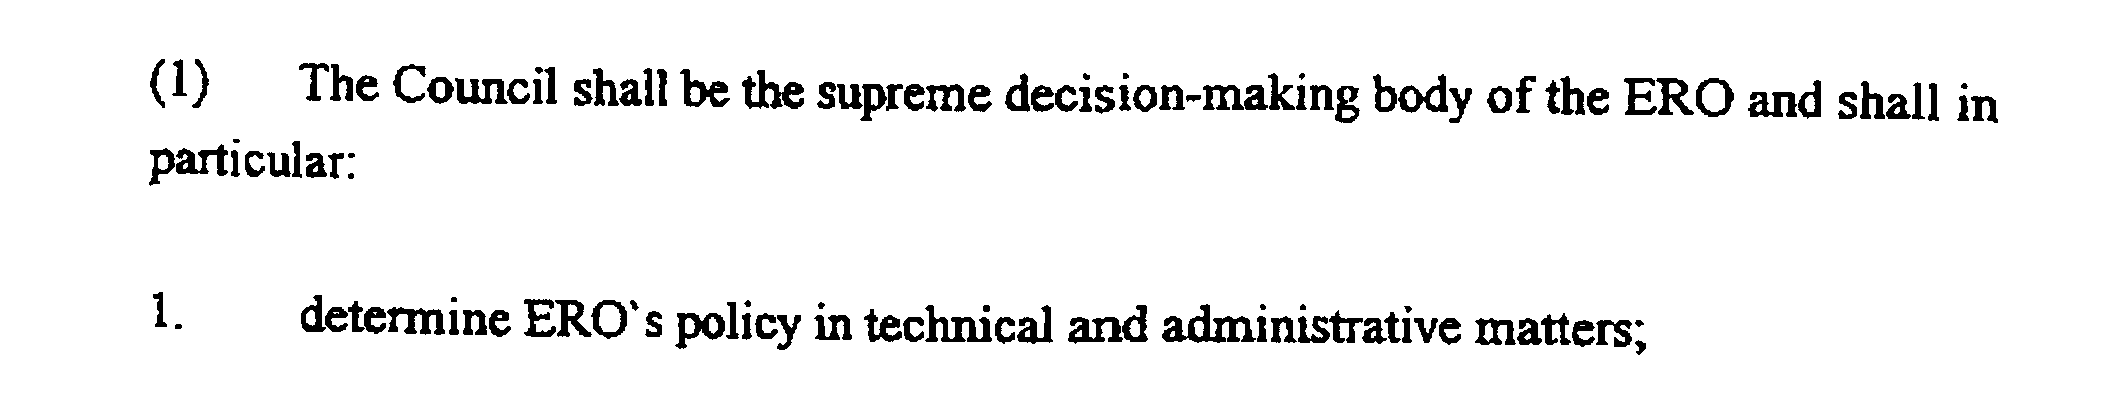 (1) The Council shall be the supreme decision-making body of the ERO and shall in
particular:
1. determine ERO`s policy in technical and administrative matters;